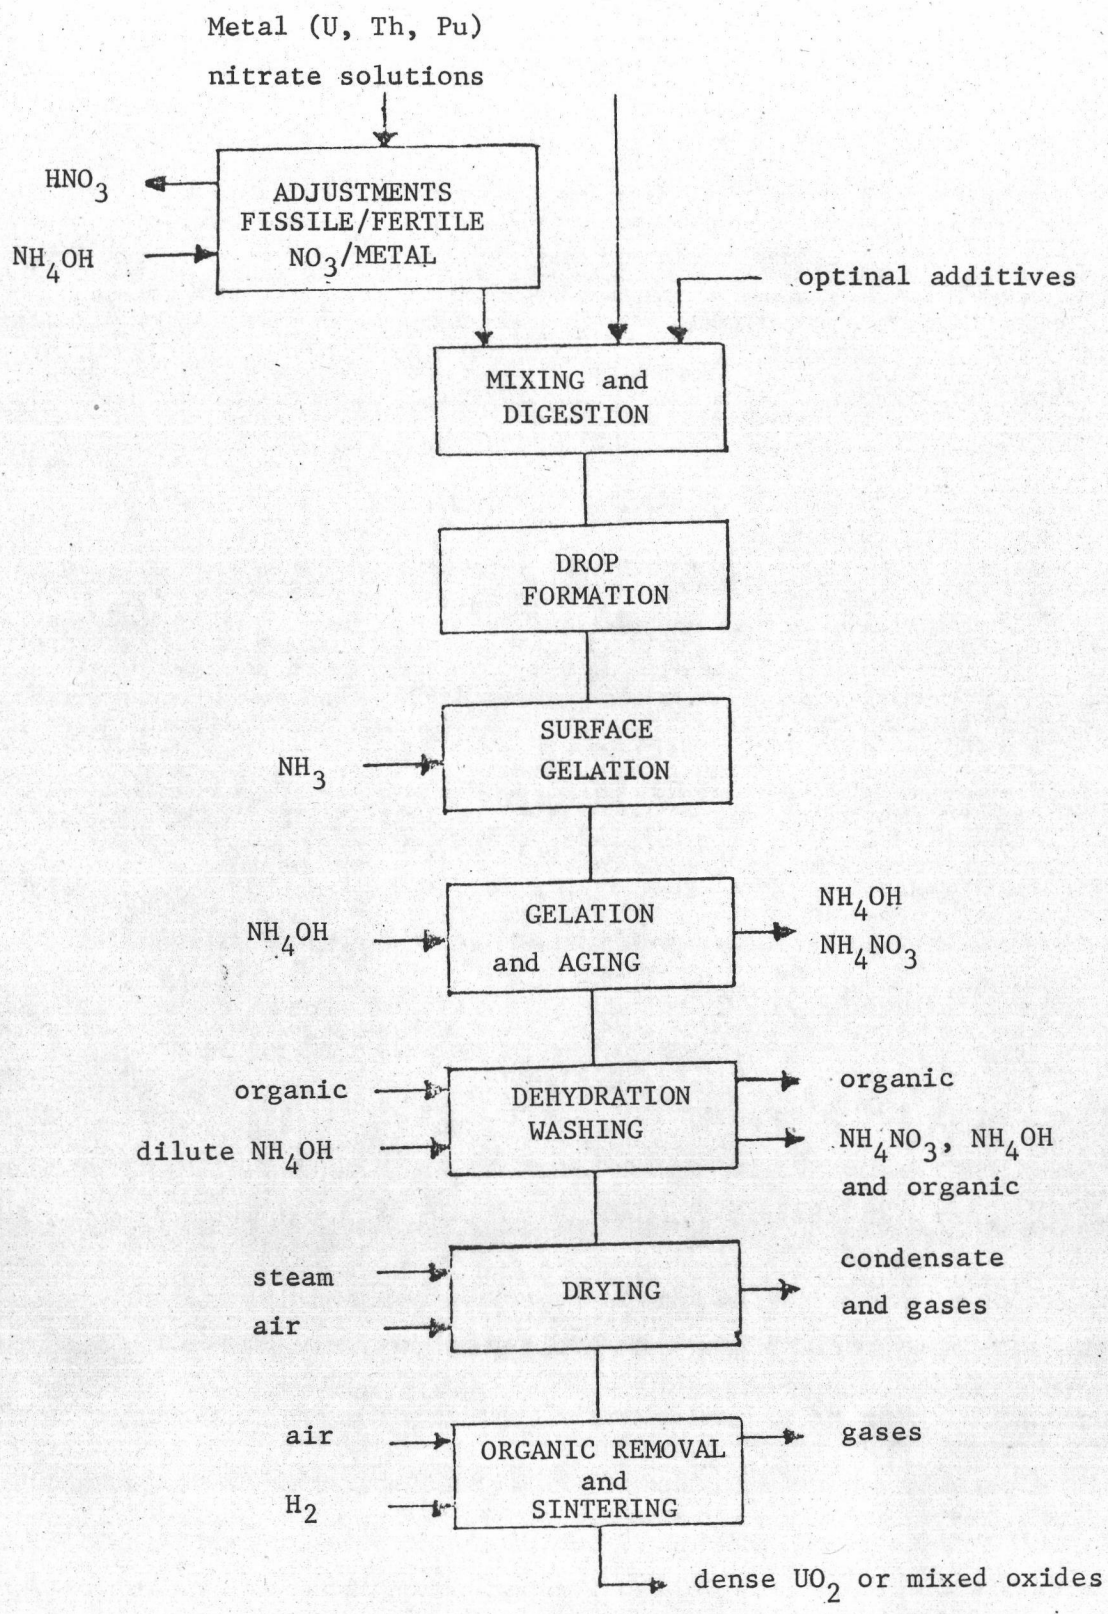 Metal (U, Th, Pu)
nitrate solutions
HNO3
NH4OH
ADJUSTMENTS
FISSILE/FERTILE
NO3/METAL
optinal additives
MIXING and
DIGESTION
DROP
FORMATION
NH3
SURFACE
GELATION
NH4OH
GELATION
and AGING
NH4OH
NH4NO3
organic
dilute NH4OH
DEHYDRATION
WASHING
organic
NH4NO3, NH4OH
and organic
steam
air
DRYING
condensate
and gases
air
H2
ORGANIC REMOVAL
and
SINTERING
gases
dense UO2 or mixed oxides